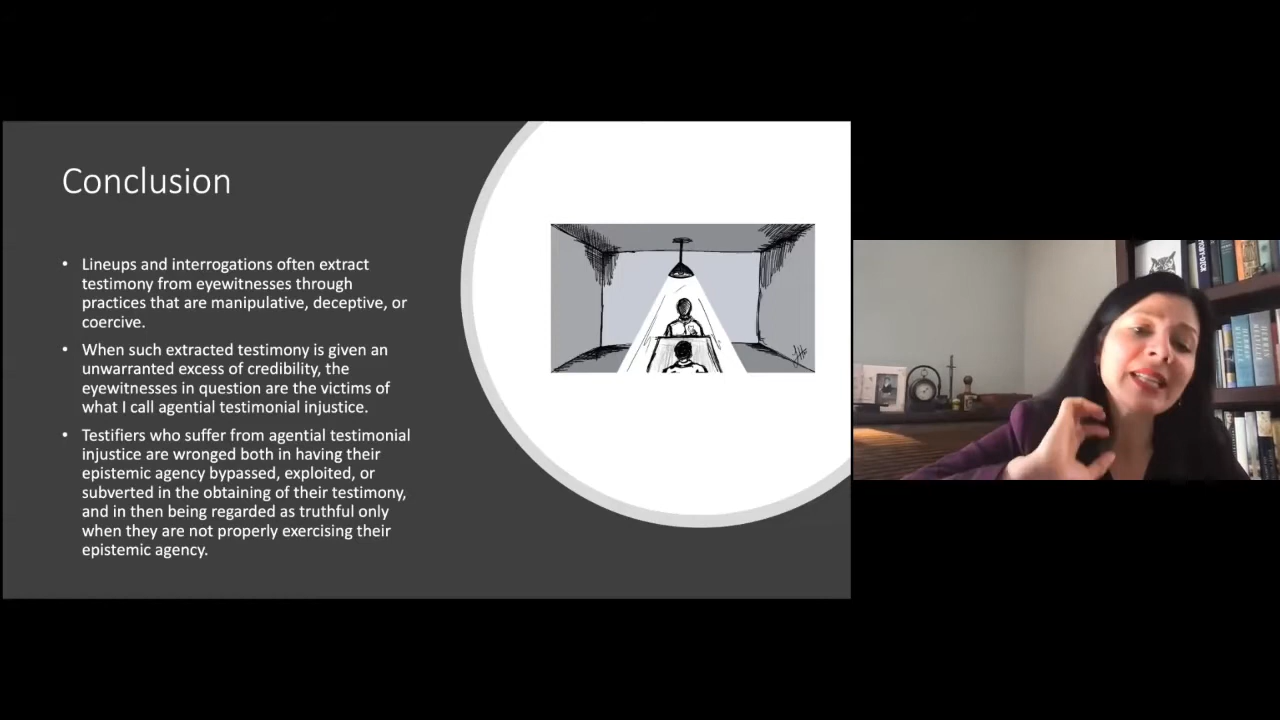 Conclusion
• Lineups and interrogations often extract
testimony from eyewitnesses through
practices that are manipulative, deceptive, or
coercive.
• When such extracted testimony is given an
unwarranted excess of credibility, the
eyewitnesses in question are the victims of
what I call agential testimonial injustice.
• Testifiers who suffer from agential testimonial
injustice are wronged both in having their
epistemic agency bypassed, exploited, or
subverted in the obtaining of their testimony,
and in then being regarded as truthful only
when they are not properly exercising their
epistemic agency.
MOBY-DICK
HERMAN
MELVILLE